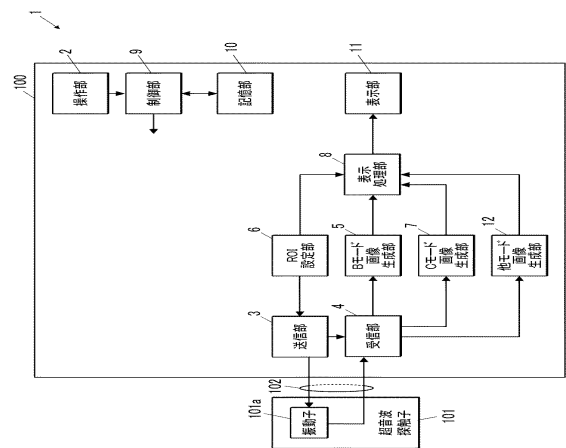 1
100
2
操作部
9
制御部
10
記憶部
11
表示部
8
表示
処理部
6
ROI
設定部
5
Bモード
画像
生成部
7
Cモード
画像
生成部
12
他モード
画像
生成部
3
送信部
4
受信部
102
101a
振動子
超音波
探触子
101